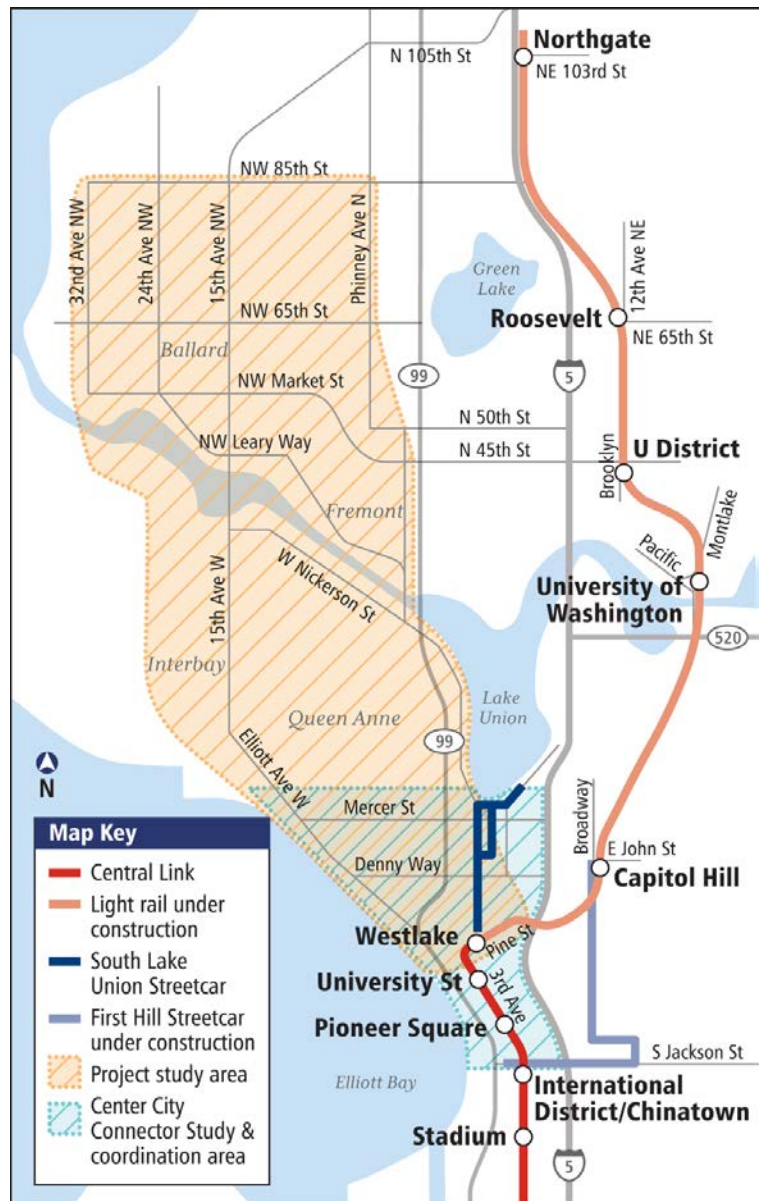 Northgate
N 105th St
NE 103rd St
NW 85th St
32nd Ave NW
24th Ave NW
15th Ave NW
Phinney Ave N
Green
Lake
12th Ave NE
Roosevelt
NE 65th St
NW 65th St
Ballard
99
5
NW Market St
N 50th St
NW Leary Way
N 45th St
U District
Brooklyn
Fremont
Montlake
Pacific
W Nickerson St
University of
Washington
15th Ave W
520
Interbay
Lake
Union
Queen Anne
99
Elliott Ave W
N
Mercer St
Broadway
E John St
Denny Way
Capitol Hill
Westlake
Pine St
University St
3rd Ave
Pioneer Square
S Jackson St
Elliott Bay
International
District/Chinatown
Stadium
5
Map Key
Central Link
Light rail under
construction
South Lake
Union Streetcar
First Hill Streetcar
under construction
Project study area
Center City
Connector Study &
coordination area